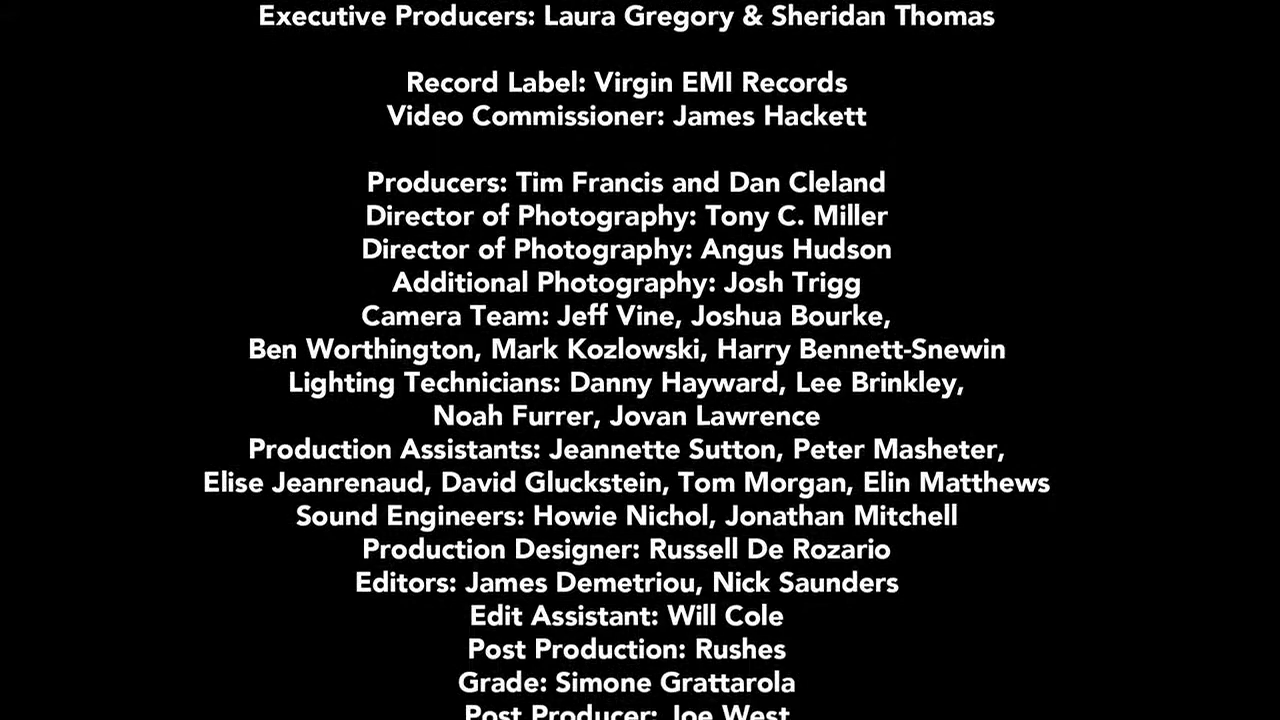 Executive Producers: Laura Gregory & Sheridan Thomas
Record Label: Virgin EMI Records
Video Commissioner: James Hackett
Producers: Tim Francis and Dan Cleland
Director of Photography: Tony C. Miller
Director of Photography: Angus Hudson
Additional Photography: Josh Trigg
Camera Team: Jeff Vine, Joshua Bourke,
Ben Worthington, Mark Kozlowski, Harry Bennett-Snewin
Lighting Technicians: Danny Hayward, Lee Brinkley,
Noah Furrer, Jovan Lawrence
Production Assistants: Jeannette Sutton, Peter Masheter,
Elise Jeanrenaud, David Gluckstein, Tom Morgan, Elin Matthews
Sound Engineers: Howie Nichol, Jonathan Mitchell
Production Designer: Russell De Rozario
Editors: James Demetriou, Nick Saunders
Edit Assistant: Will Cole
Post Production: Rushes
Grade: Simone Grattarola
Post Producer: Joe West